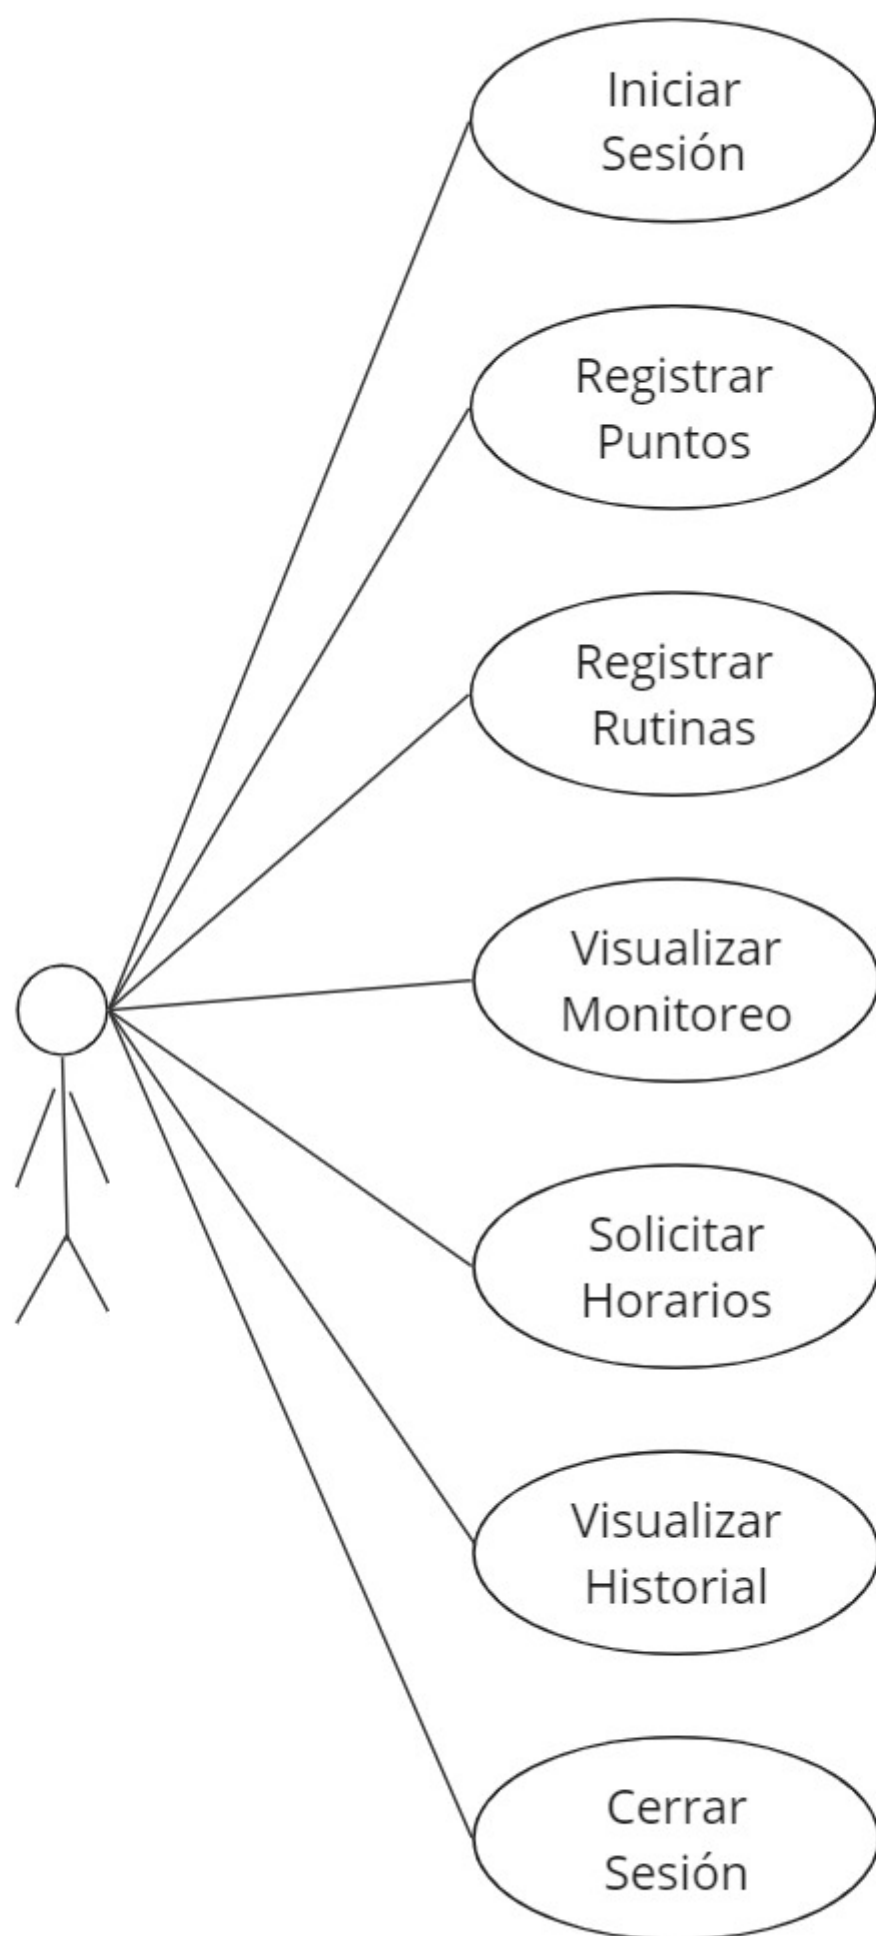 Iniciar
Sesión
Registrar
Puntos
Registrar
Rutinas
Visualizar
Monitoreo
Solicitar
Horarios
Visualizar
Historial
Cerrar
Sesión